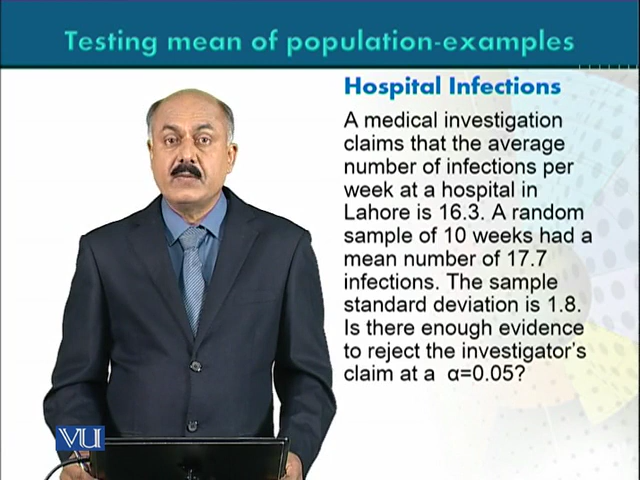 Testing mean of population-examples
Hospital Infections
A medical investigation
claims that the average
number of infections per
week at a hospital in
Lahore is 16.3. A random
sample of 10 weeks had a
mean number of 17.7
infections. The sample
standard deviation is 1.8.
Is there enough evidence
to reject the investigator's
claim at a α=0.05?
VU